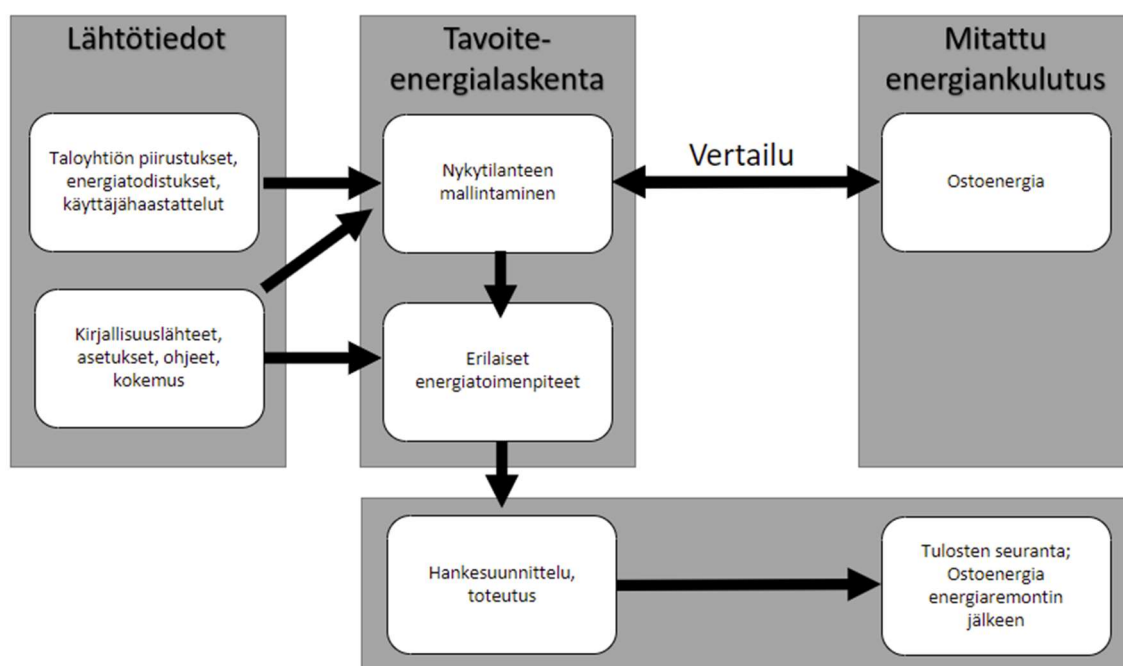 Lähtötiedot
Taloyhtiön piirustukset,
energiatodistukset,
käyttäjähaastattelut
Kirjallisuuslähteet,
asetukset, ohjeet,
kokemus
Tavoite-
energialaskenta
Nykytilanteen
mallintaminen
Erilaiset
energiatoimenpiteet
Vertailu
Mitattu
energiankulutus
Ostoenergia
Hankesuunnittelu,
toteutus
Tulosten seuranta;
Ostoenergia
energiaremontin
jälkeen